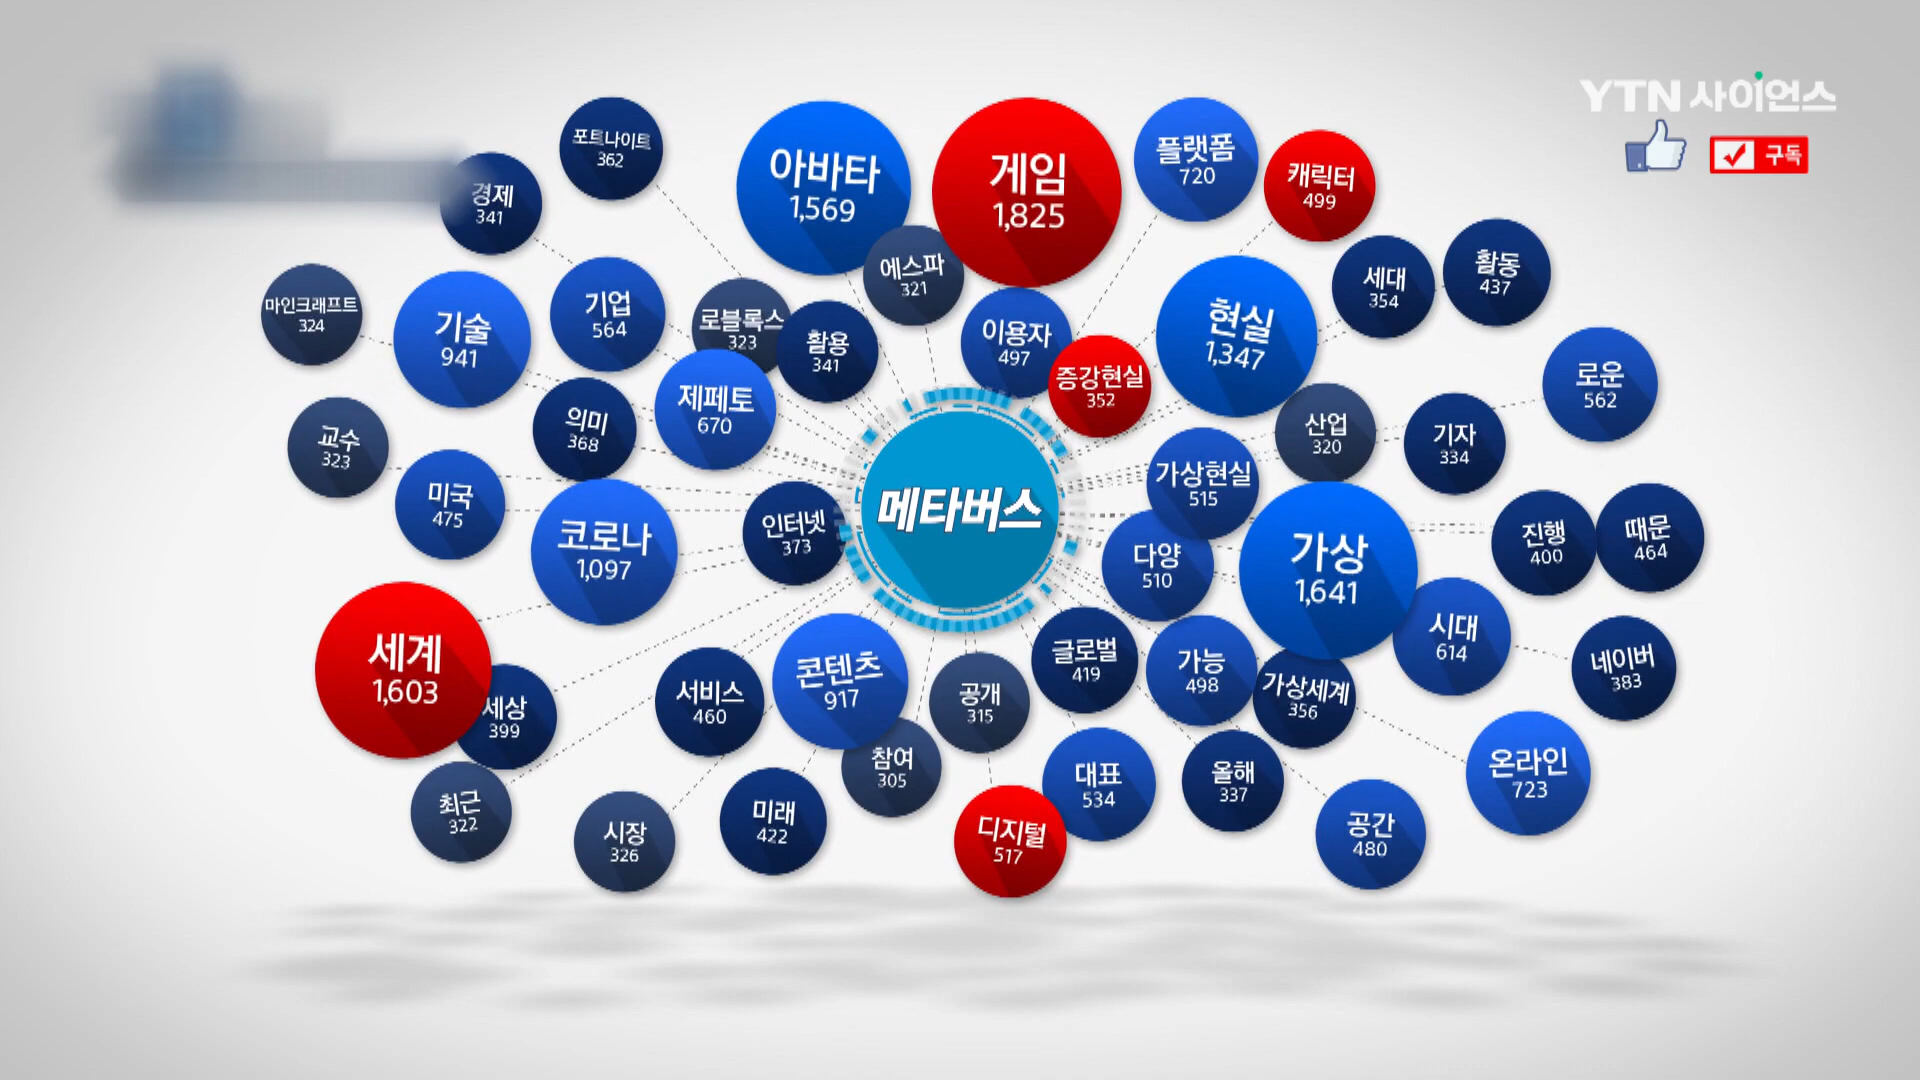 YTN 사이언스
구독
포트나이트
362
아바타
1,569
게임
1,825
플랫폼
720
캐릭터
499
경제
341
에스파
321
세대
354
활동
437
마인크래프트
324
기술
941
기업
564
로블록스
323
활용
341
이용자
497
현실
1,347
증강현실
352
로운
562
제페토
670
의미
368
산업
320
기자
334
교수
323
미국
475
가상현실
515
코로나
1,097
인터넷
373
메타버스
다양
510
가상
1,641
진행
400
때문
464
세계
1,603
시대
614
네이버
383
글로벌
419
가능
498
가상세계
356
세상
399
서비스
460
콘텐츠
917
공개
315
참여
305
대표
534
올해
337
온라인
723
최근
322
시장
326
미래
422
디지털
517
공간
480